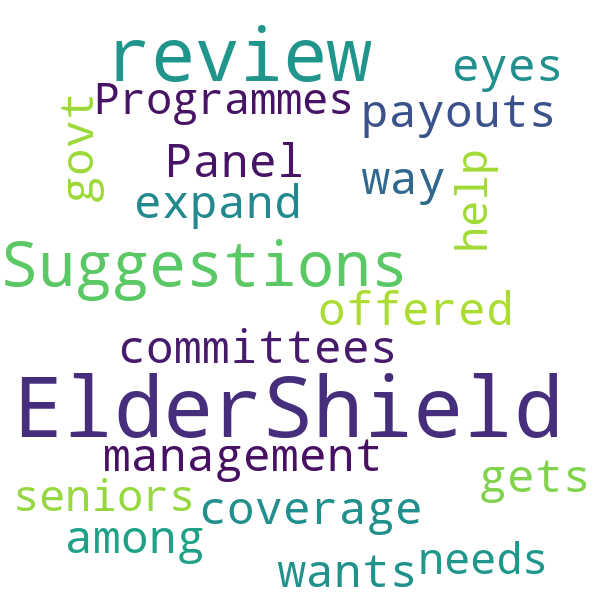 review
eyes
Programmes
payouts
govt
Panel
way
help
expand
Suggestions
offered
committees
ElderShield
management
gets
seniors
coverage
among
needs
wants